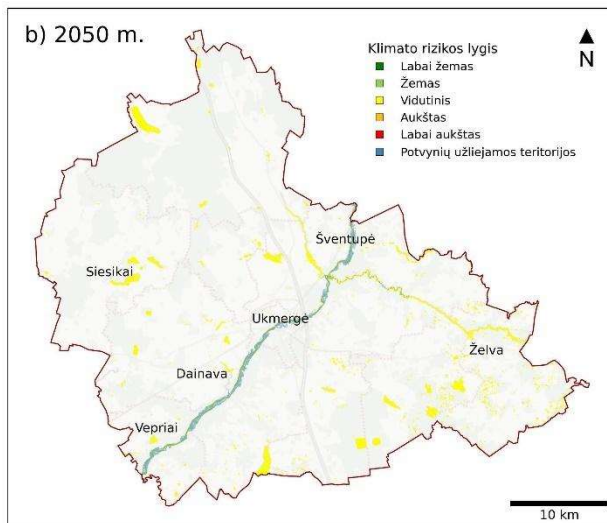 b) 2050 m.
Klimato rizikos lygis
Labai žemas
Žemas
Vidutinis
Aukštas
Labai aukštas
Potvynių užliejamos teritorijos
N
Šventupė
Siesikai
Ukmergė
Želva
Dainava
Vepriai
10 km